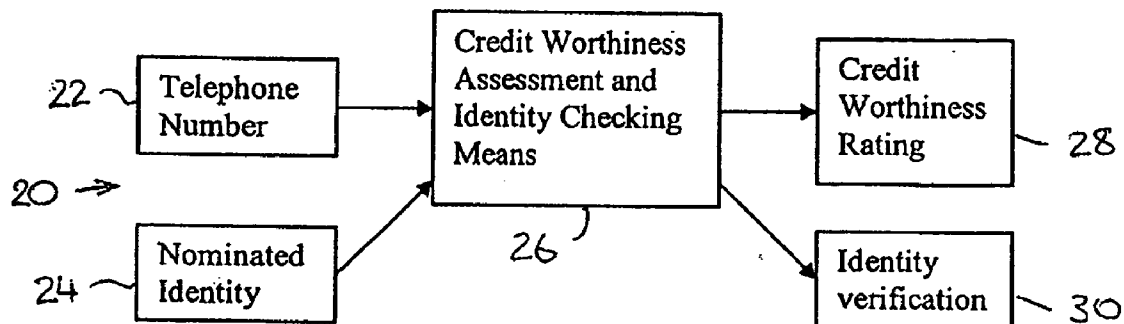 22
Telephone
Number
20
24
Nominated
Identity
Credit Worthiness
Assessment and
Identity Checking
Means
26
Credit
Worthiness
Rating
28
Identity
verification
30